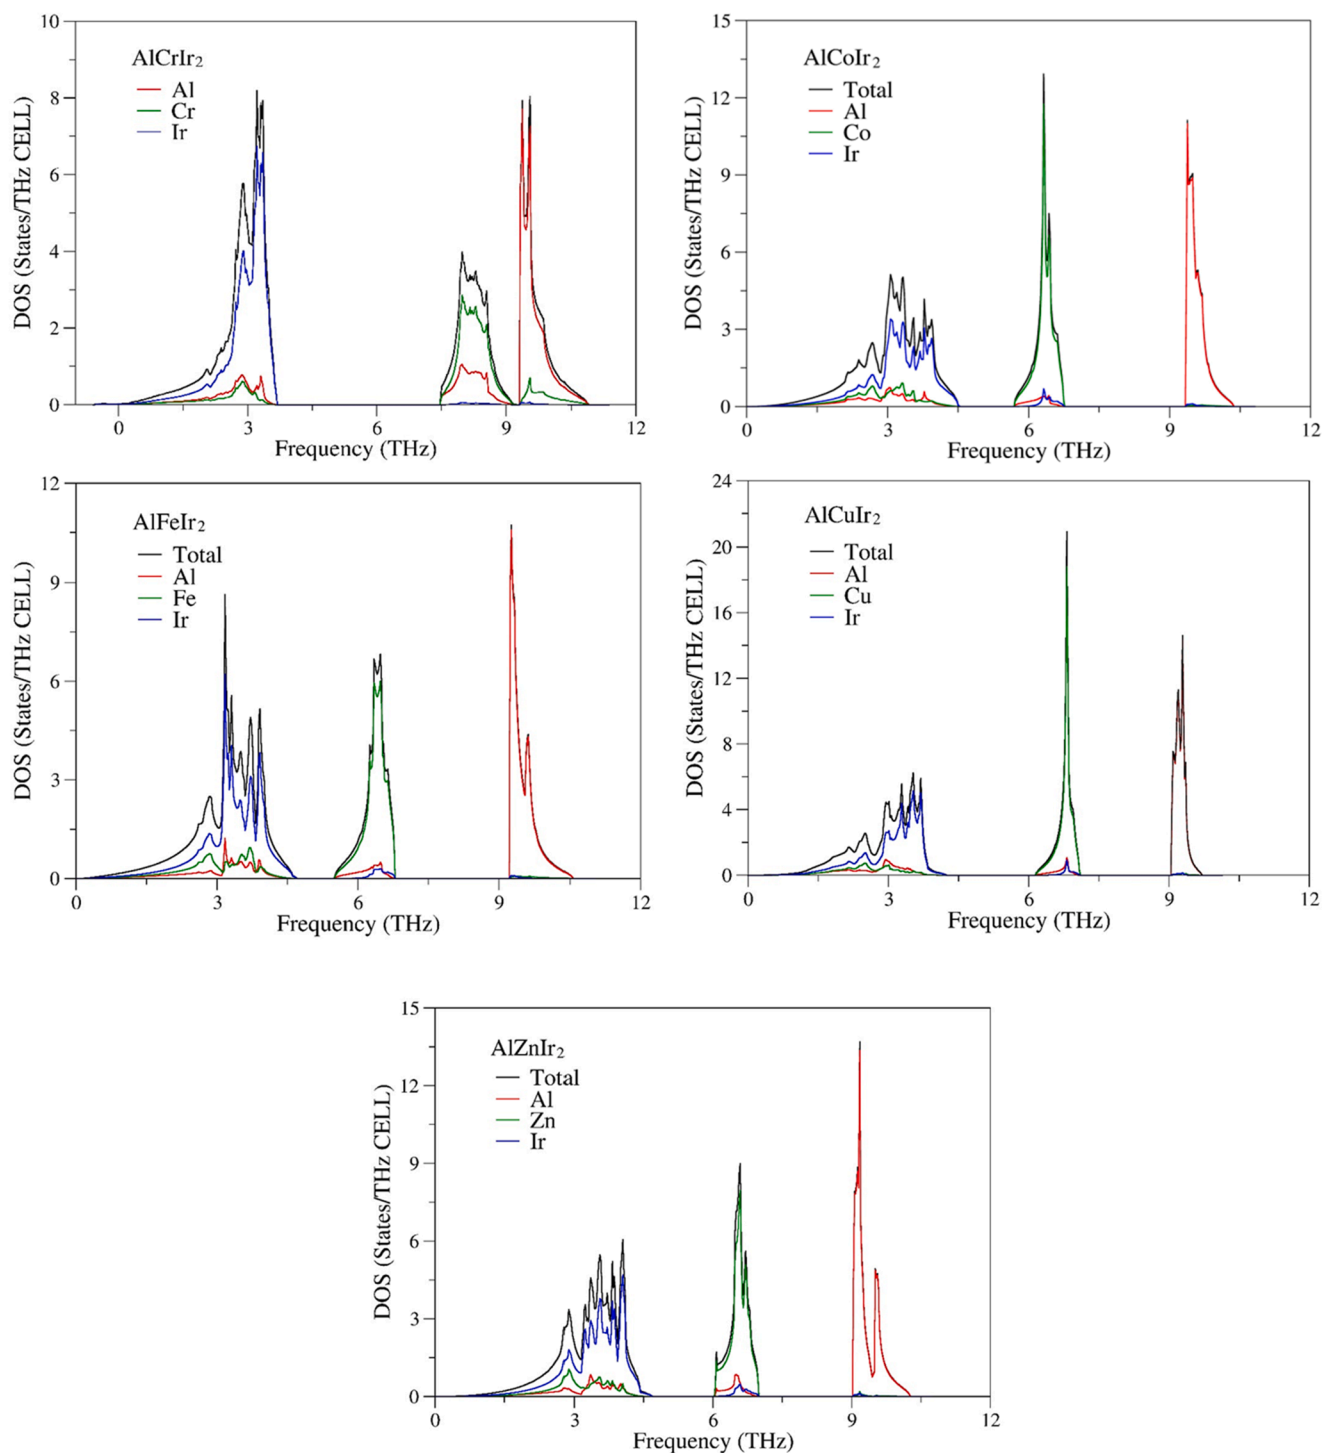 AlCrIr₂
Al
Cr
Ir
DOS (States/THz CELL)
10
8
6
4
2
0
0 3 6 9 12
Frequency (THz)
AlCoIr₂
Total
Al
Co
Ir
DOS (States/THz CELL)
15
12
9
6
3
0
0 3 6 9 12
Frequency (THz)
AlFeIr₂
Total
Al
Fe
Ir
DOS (States/THz CELL)
12
9
6
3
0
0 3 6 9 12
Frequency (THz)
AlCuIr₂
Total
Al
Cu
Ir
DOS (States/THz CELL)
24
20
16
12
8
4
0
0 3 6 9 12
Frequency (THz)
AlZnIr₂
Total
Al
Zn
Ir
DOS (States/THz CELL)
15
12
9
6
3
0
0 3 6 9 12
Frequency (THz)